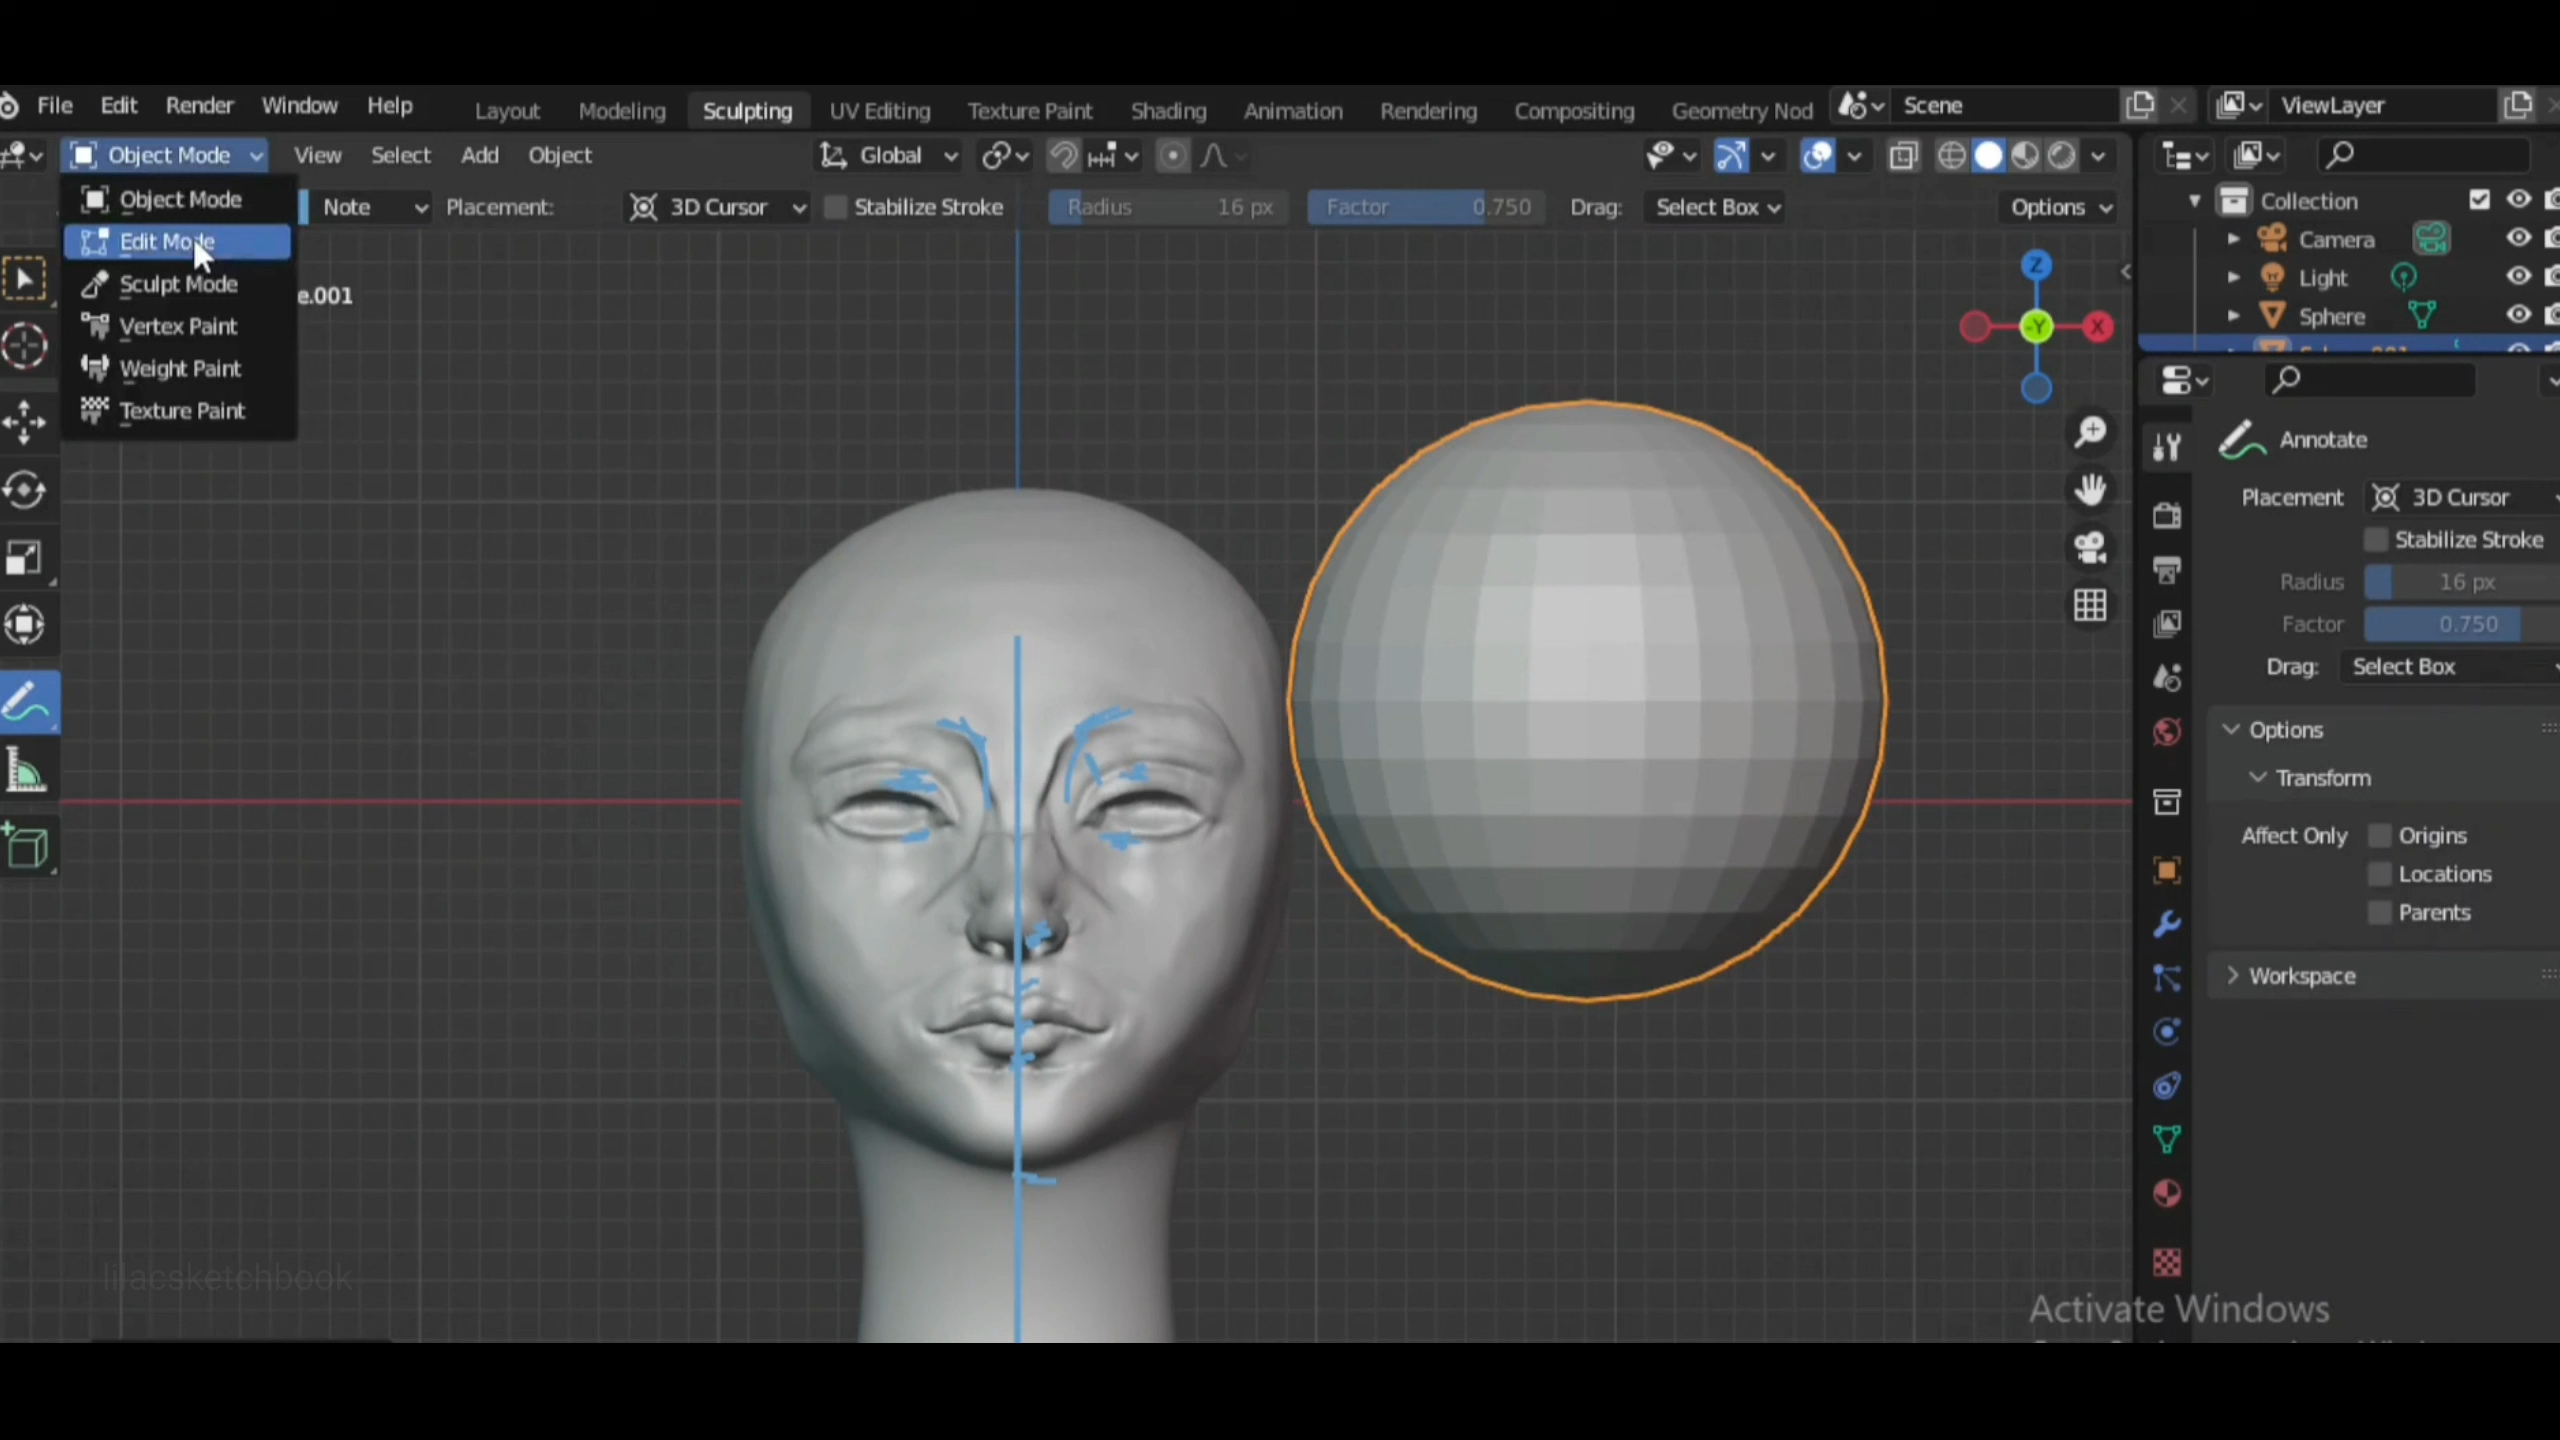 File Edit Render Window Help Layout Modeling Sculpting UV Editing Texture Paint Shading Animation Rendering Compositing Geometry Nod Scene ViewLayer
Object Mode View Select Add Object Global
Object Mode Note Placement: 3D Cursor Stabilize Stroke Radius 16 px Factor 0.750 Drag: Select Box Options
Edit Mode
Sculpt Mode
Vertex Paint
Weight Paint
Texture Paint
e.001
Z
-Y
X
Collection
Camera
Light
Sphere
Annotate
Placement 3D Cursor
Stabilize Stroke
Radius 16 px
Factor 0.750
Drag: Select Box
Options
Transform
Affect Only Origins
Locations
Parents
Workspace
lilacsketchbook
Activate Windows